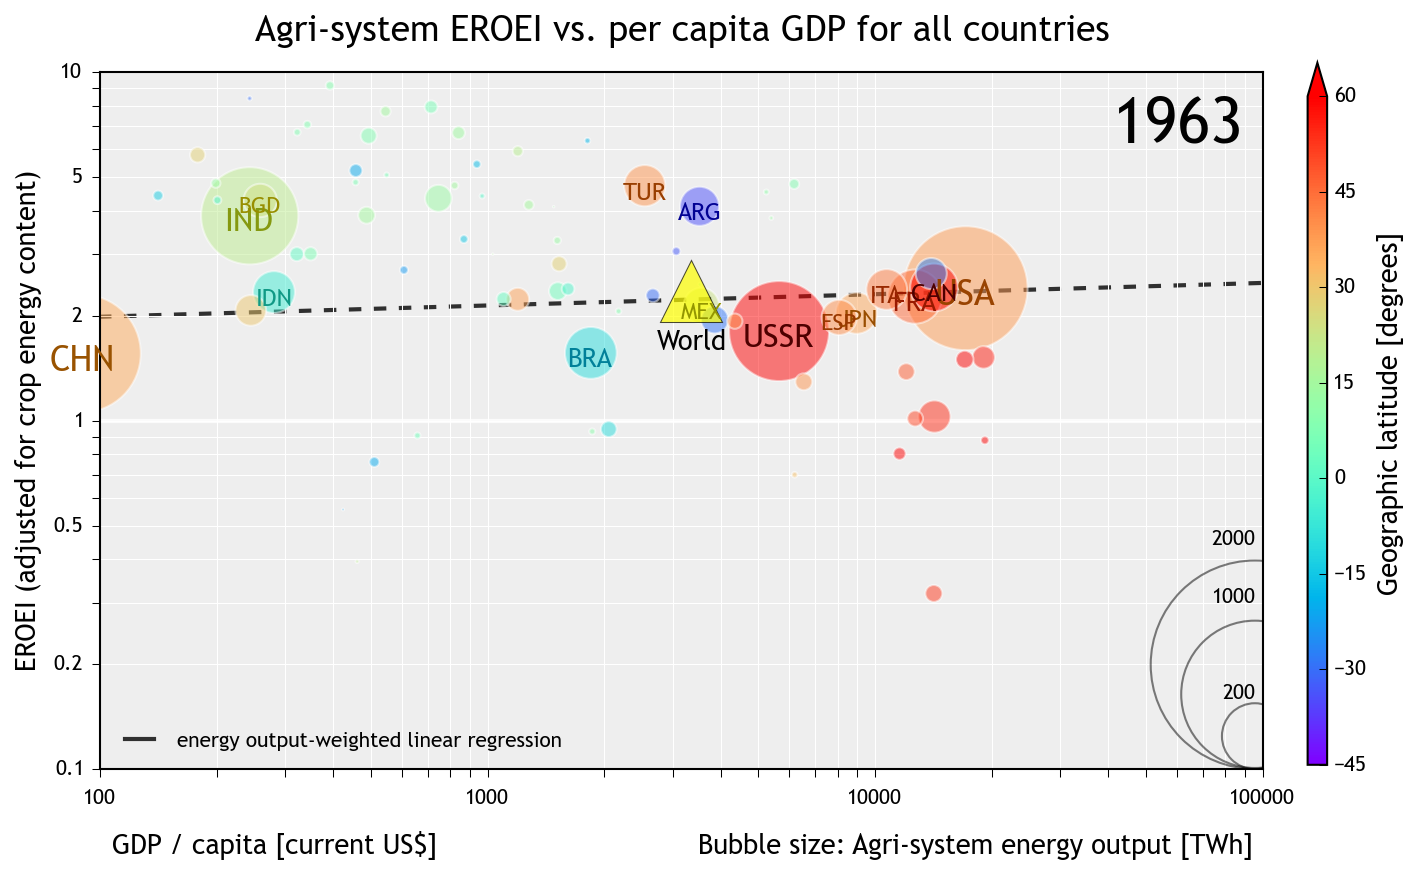 Agri-system EROEI vs. per capita GDP for all countries
1963
EROEI (adjusted for crop energy content)
10
5
2
1
0.5
0.2
0.1
TUR
ARG
BGD
IND
IDN
MEX
World
CHN
BRA
USSR
ESP
JPN
ITA
FRA
CAN
USA
2000
1000
200
energy output-weighted linear regression
100
1000
10000
100000
GDP / capita [current US$]
Bubble size: Agri-system energy output [TWh]
60
45
30
15
0
−15
−30
−45
Geographic latitude [degrees]